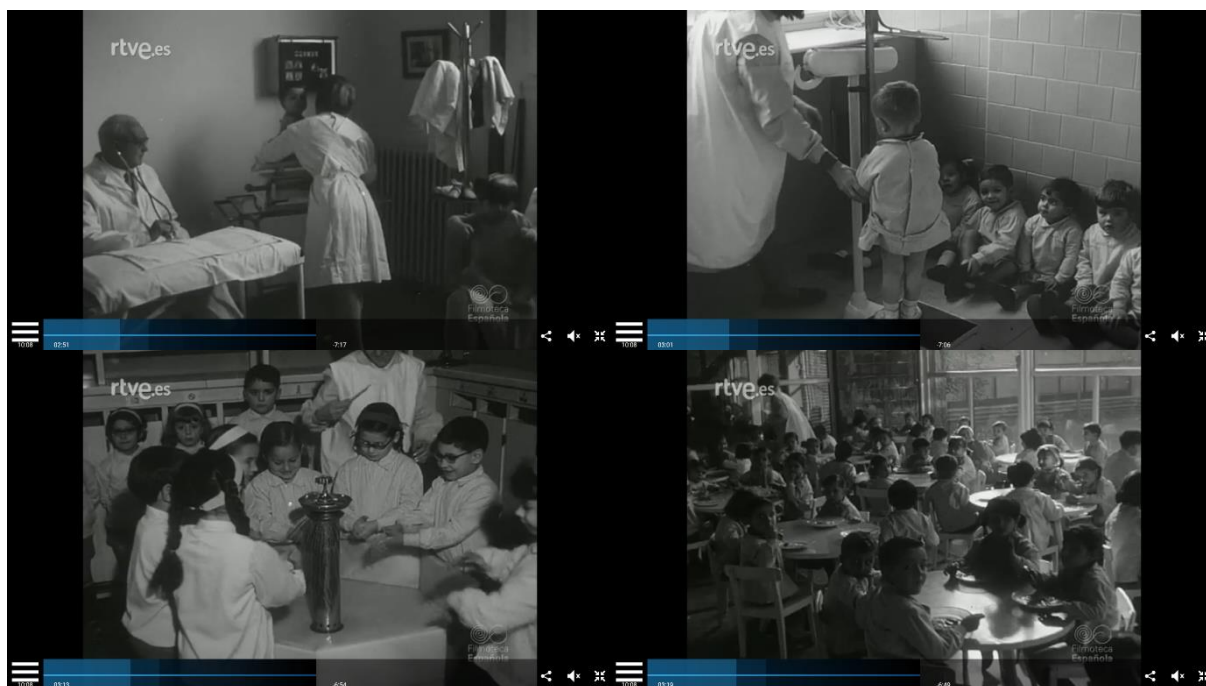 rtve.es
Filmoteca
Española
10:08
02:51
-7:17
rtve.es
Filmoteca
Española
10:08
03:01
-7:06
rtve.es
Filmoteca
Española
10:08
03:13
-6:54
rtve.es
Filmoteca
Española
10:08
03:19
-6:49